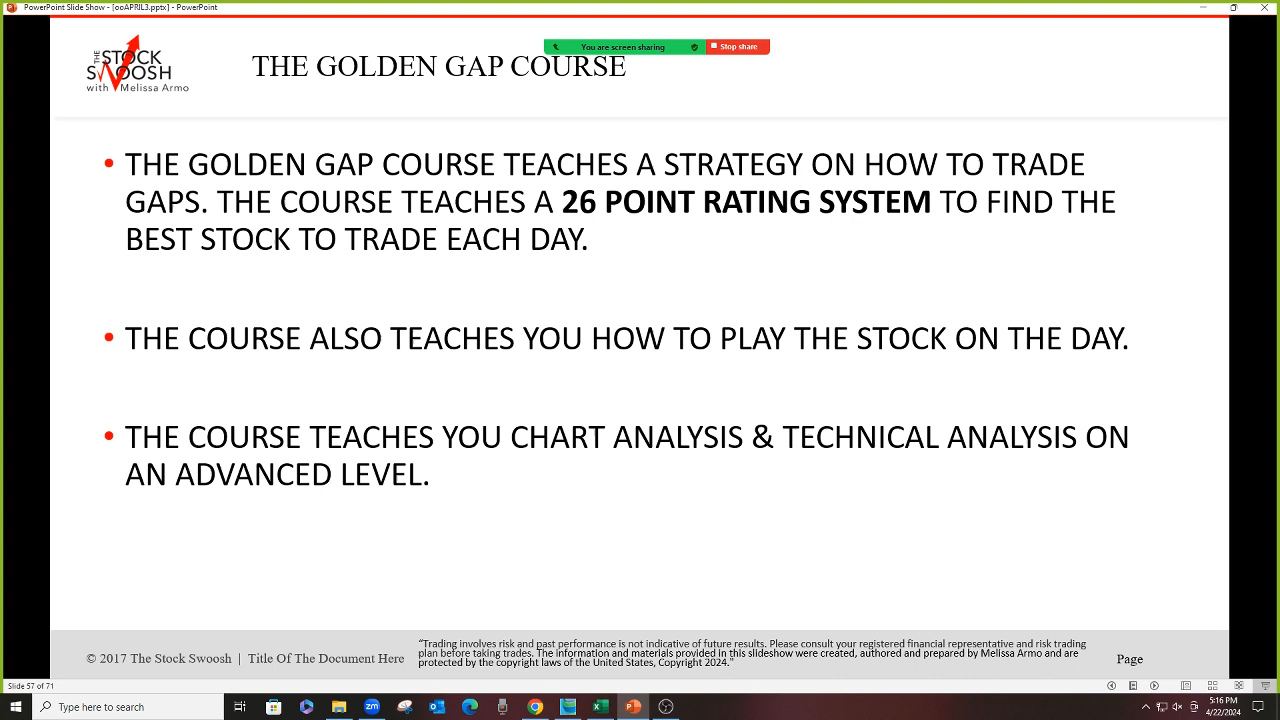 PowerPoint Slide Show - [ooAPRIL3.pptx] - PowerPoint
You are screen sharing
Stop share
THE
STOCK
SWOOSH
with Melissa Armo
THE GOLDEN GAP COURSE
• THE GOLDEN GAP COURSE TEACHES A STRATEGY ON HOW TO TRADE
GAPS. THE COURSE TEACHES A 26 POINT RATING SYSTEM TO FIND THE
BEST STOCK TO TRADE EACH DAY.
• THE COURSE ALSO TEACHES YOU HOW TO PLAY THE STOCK ON THE DAY.
• THE COURSE TEACHES YOU CHART ANALYSIS & TECHNICAL ANALYSIS ON
AN ADVANCED LEVEL.
© 2017 The Stock Swoosh | Title Of The Document Here
"Trading involves risk and past performance is not indicative of future results. Please consult your registered financial representative and risk trading
plan before taking trades. The information and materials provided in this slideshow were created, authored and prepared by Melissa Armo and are
protected by the copyright laws of the United States, Copyright 2024."
Page
Slide 57 of 71
Type here to search
5:16 PM
4/22/2024